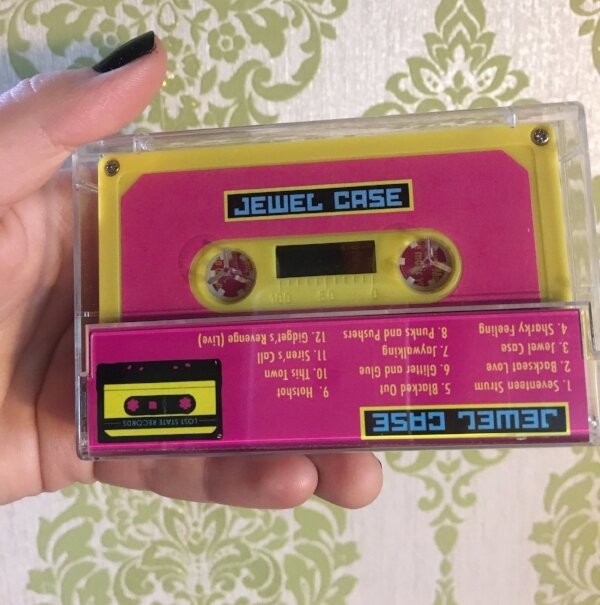 JEWEL CASE
100 50 0
JEWEL CASE
1. Seventeen Strum
2. Backseat Love
3. Jewel Case
4. Sharky Feeling
5. Blacked Out
6. Glitter and Glue
7. Jaywalking
8. Punks and Pushers
9. Hotshot
10. This Town
11. Siren's Call
12. Gidget's Revenge (Live)
LOST STATE RECORDS